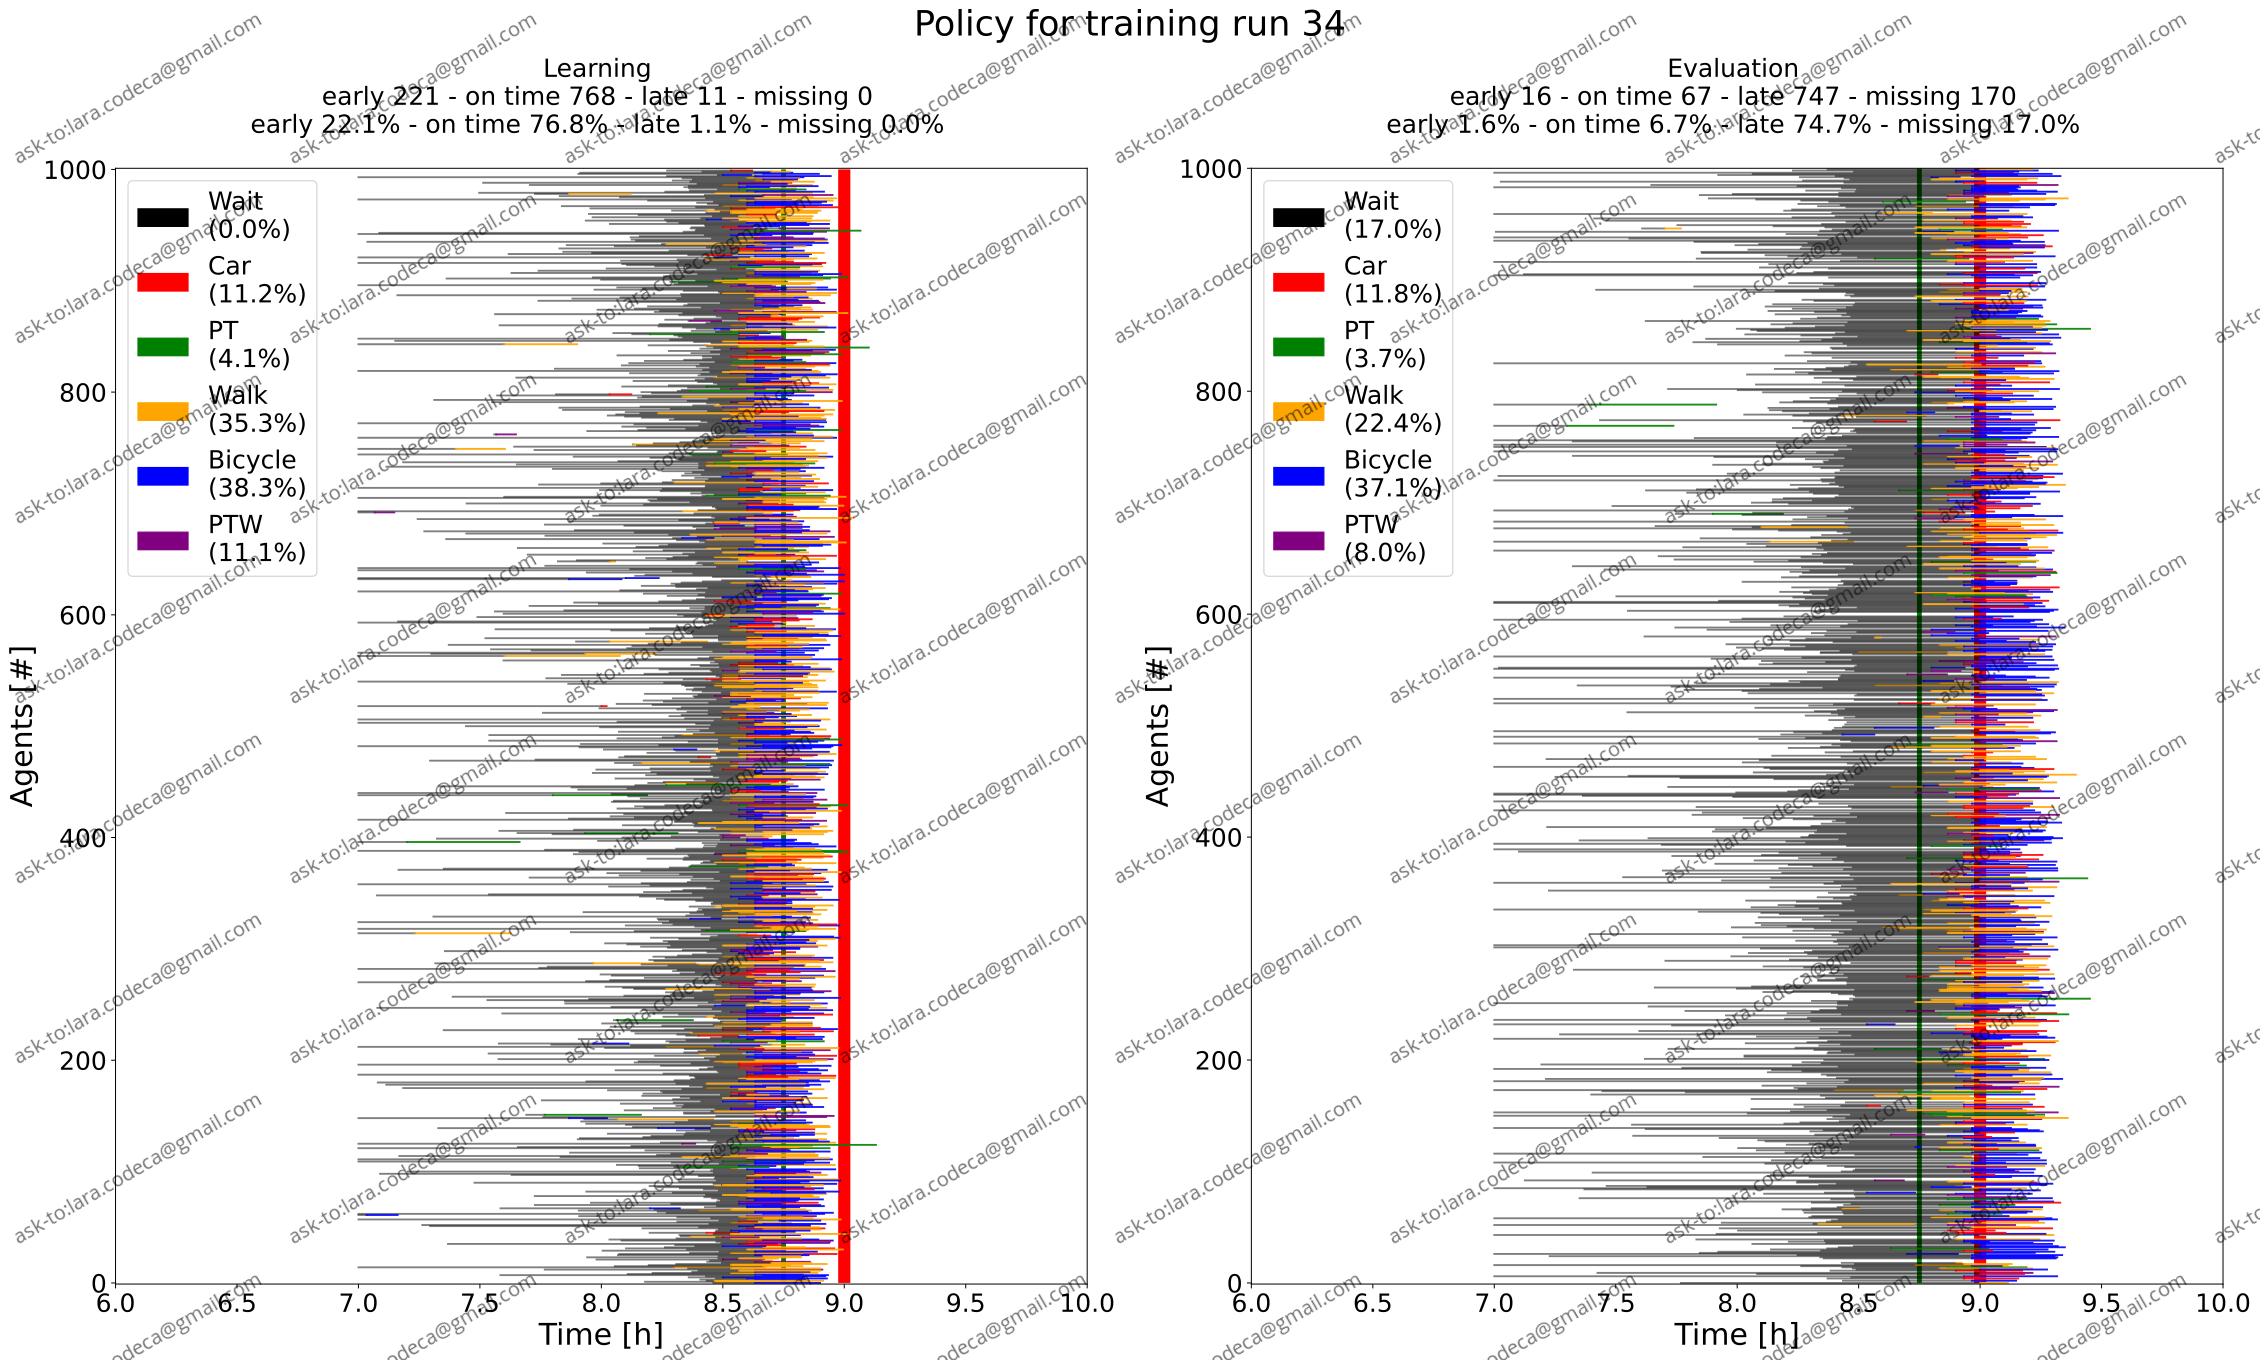 Policy for training run 34
Learning
early 221 - on time 768 - late 11 - missing 0
early 22.1% - on time 76.8% - late 1.1% - missing 0.0%
1000
800
600
400
200
0
Agents [#]
Wait
(0.0%)
Car
(11.2%)
PT
(4.1%)
Walk
(35.3%)
Bicycle
(38.3%)
PTW
(11.1%)
6.0 6.5 7.0 7.5 8.0 8.5 9.0 9.5 10.0
Time [h]
Evaluation
early 16 - on time 67 - late 747 - missing 170
early 1.6% - on time 6.7% - late 74.7% - missing 17.0%
1000
800
600
400
200
0
Agents [#]
Wait
(17.0%)
Car
(11.8%)
PT
(3.7%)
Walk
(22.4%)
Bicycle
(37.1%)
PTW
(8.0%)
6.0 6.5 7.0 7.5 8.0 8.5 9.0 9.5 10.0
Time [h]
ask-to:lara.codeca@gmail.com